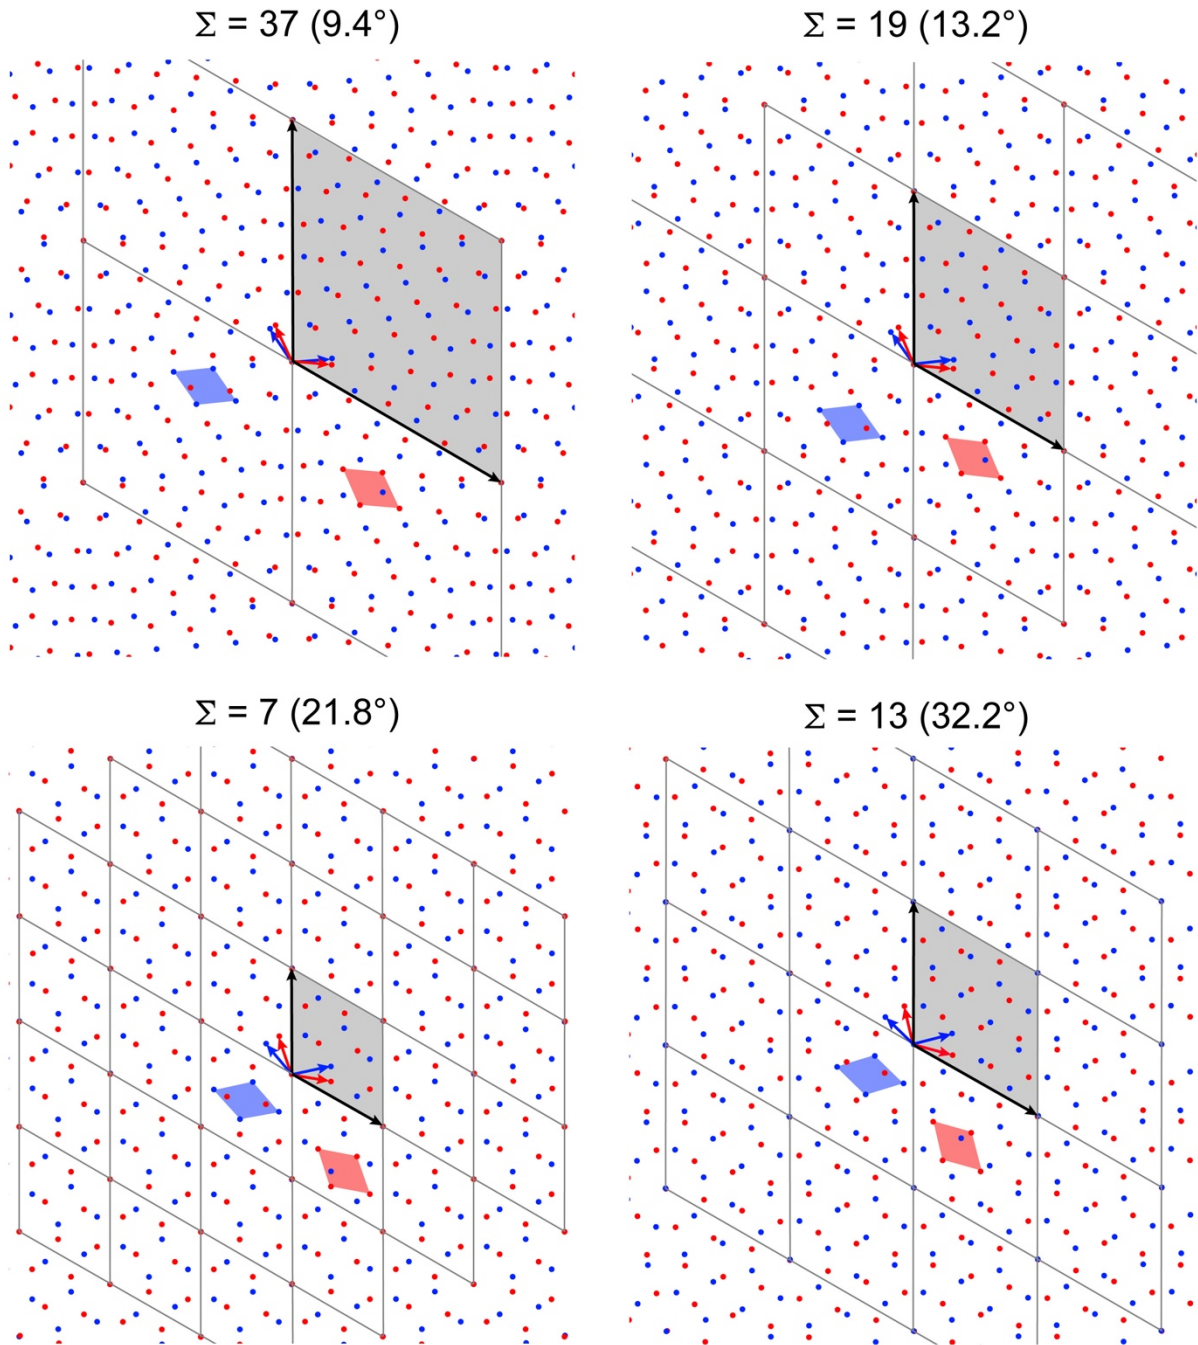 Σ = 37 (9.4°)
Σ = 19 (13.2°)
Σ = 7 (21.8°)
Σ = 13 (32.2°)